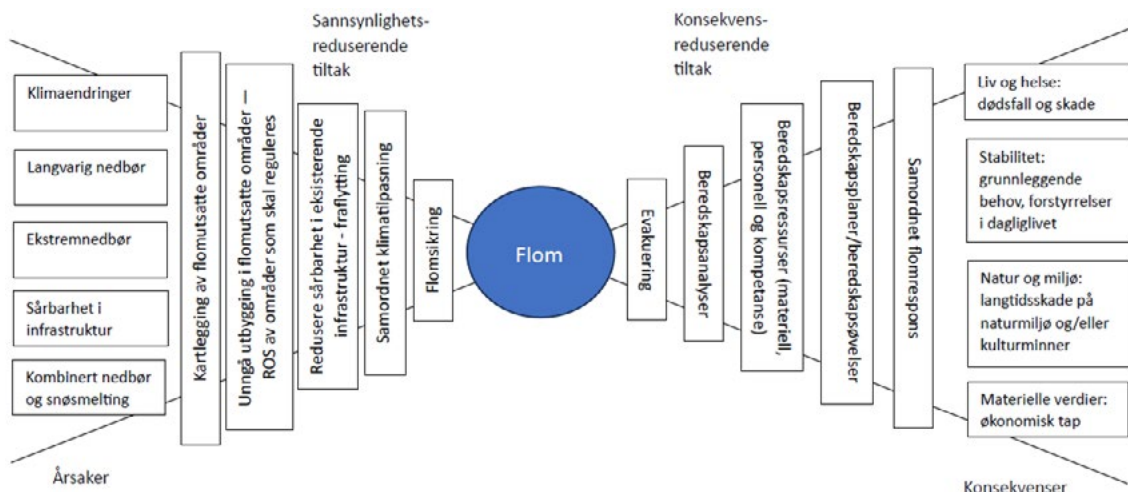 Sannsynlighets-
reduserende
tiltak
Konsekvens-
reduserende
tiltak
Klimaendringer
Langvarig nedbør
Ekstremnedbør
Sårbarhet i
infrastruktur
Kombinert nedbør
og snøsmelting
Årsaker
Kartlegging av flomutsatte områder
Unngå utbygging i flomutsatte områder —
ROS av områder som skal reguleres
Redusere sårbarhet i eksisterende
infrastruktur - fraflytting
Samordnet klimatilpasning
Flomsikring
Flom
Evakuering
Beredskapsanalyser
Beredskapsressurser (materiell,
personell og kompetanse)
Beredskapsplaner/beredskapsøvelser
Samordnet flomrespons
Liv og helse:
dødsfall og skade
Stabilitet:
grunnleggende
behov, forstyrrelser
i dagliglivet
Natur og miljø:
langtidsskade på
naturmiljø og/eller
kulturminner
Materielle verdier:
økonomisk tap
Konsekvenser